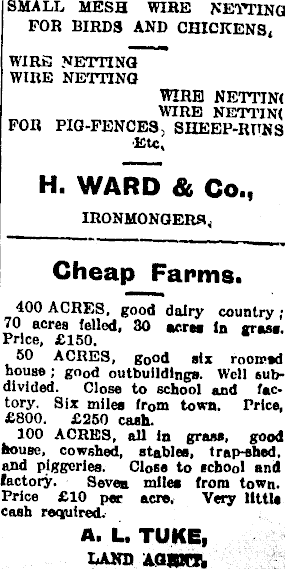 SMALL MESH WIRE NETTING
FOR BIRDS AND CHICKENS,
WIRE NETTING
WIRE NETTING
WIRE NETTING
WIRE NETTING
FOR PIG-FENCES, SHEEP-RUNS
Etc,
H. WARD & Co.,
IRONMONGERS,
Cheap Farms.
400 ACRES, good dairy country;
70 acres felled, 30 acres in grass.
Price, £150.
50 ACRES, good six roomed
house; good outbuildings. Well sub-
divided. Close to school and fac-
tory. Six miles from town. Price,
£800. £250 cash.
100 ACRES, all in grass, good
house, cowshed, stables, trap-shed,
and piggeries. Close to school and
factory. Seven miles from town.
Price £10 per acre. Very little
cash required.
A. L. TUKE,
LAND AGENT.